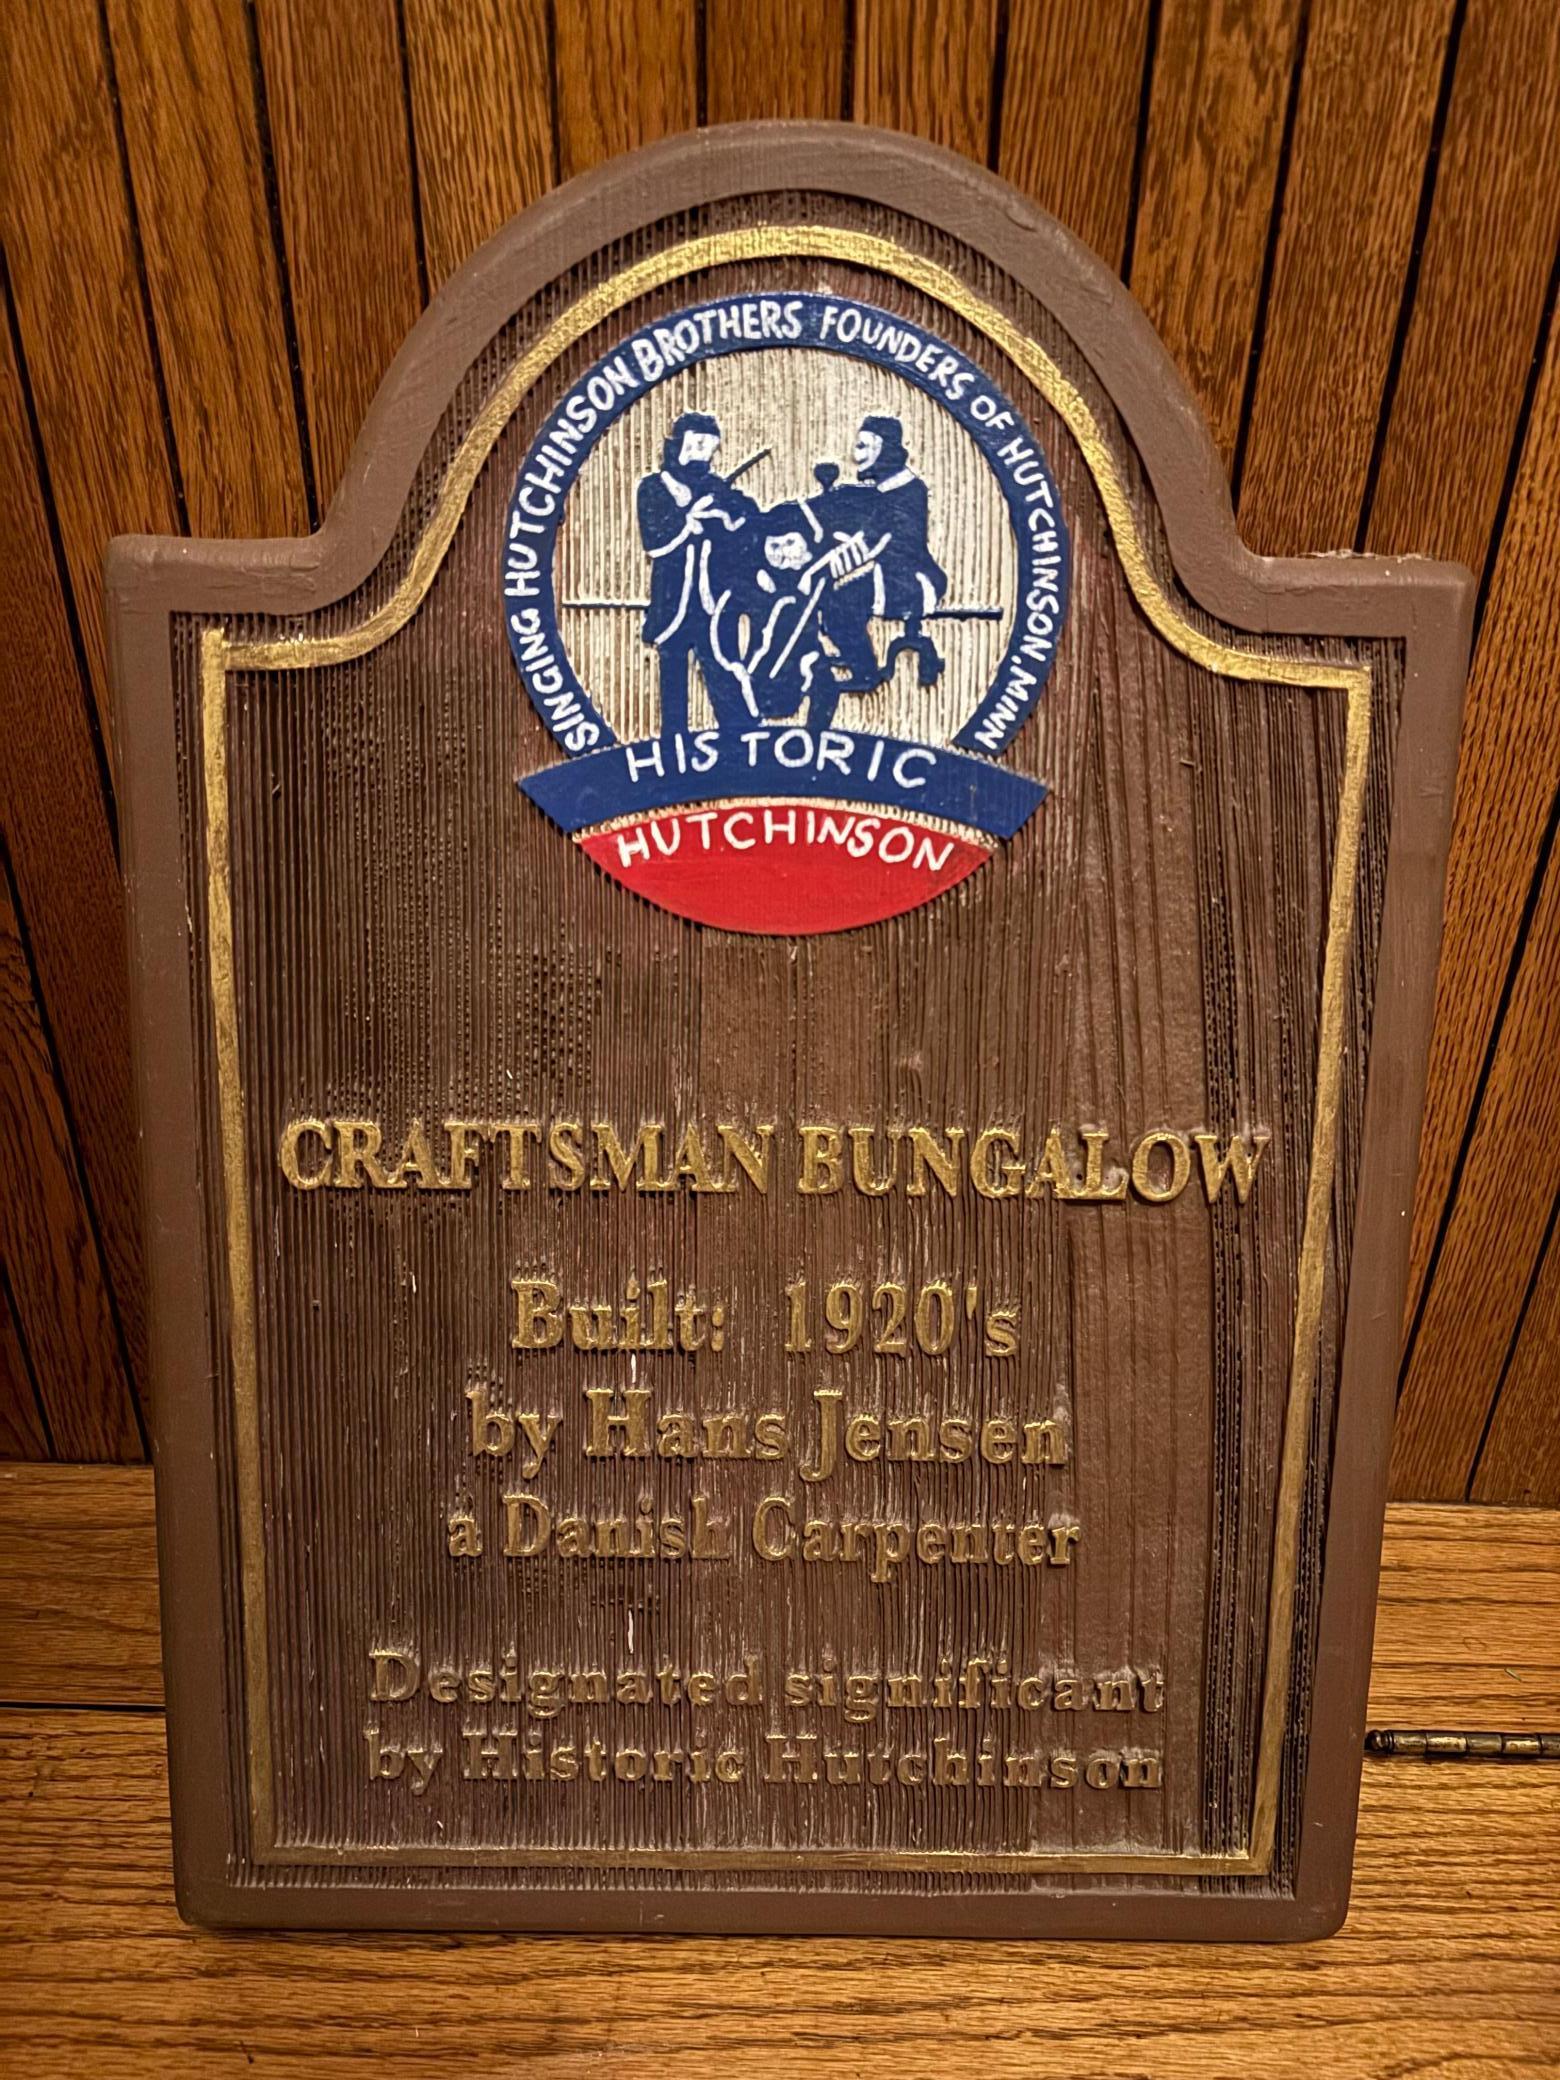 SINGING HUTCHINSON BROTHERS FOUNDERS OF HUTCHINSON, MINN
HISTORIC
HUTCHINSON
CRAFTSMAN BUNGALOW
Built: 1920's
by Hans Jensen
a Danish Carpenter
Designated significant
by Historic Hutchinson